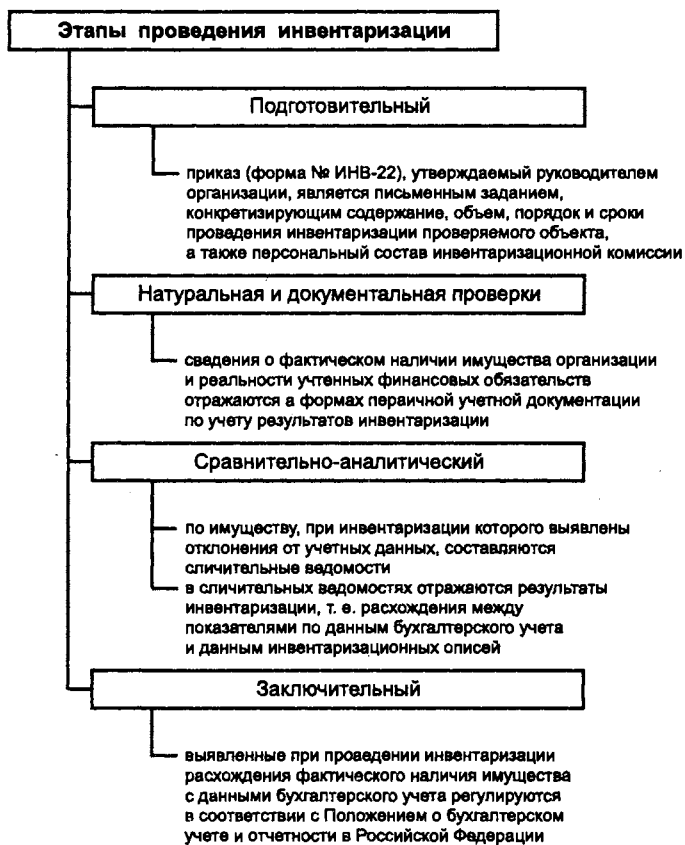 Этапы проведения инвентаризации
Подготовительный
приказ (форма № ИНВ-22), утверждаемый руководителем
организации, является письменным заданием,
конкретизирующим содержание, объем, порядок и сроки
проведения инвентаризации проверяемого объекта,
а также персональный состав инвентаризационной комиссии
Натуральная и документальная проверки
сведения о фактическом наличии имущества организации
и реальности учтенных финансовых обязательств
отражаются а формах пераичной учетной документации
по учету результатов инвентаризации
Сравнительно-аналитический
по имуществу, при инвентаризации которого выявлены
отклонения от учетных данных, составляются
сличительные ведомости
в сличительных ведомостях отражаются результаты
инвентаризации, т. е. расхождения между
показателями по данным бухгалтерского учета
и данным инвентаризационных описей
Заключительный
выявленные при проаедении инвентаризации
расхождения фактического наличия имущества
с данными бухгалтерского учета регулируются
в соответствии с Положением о бухгалтерском
учете и отчетности в Российской Федерации